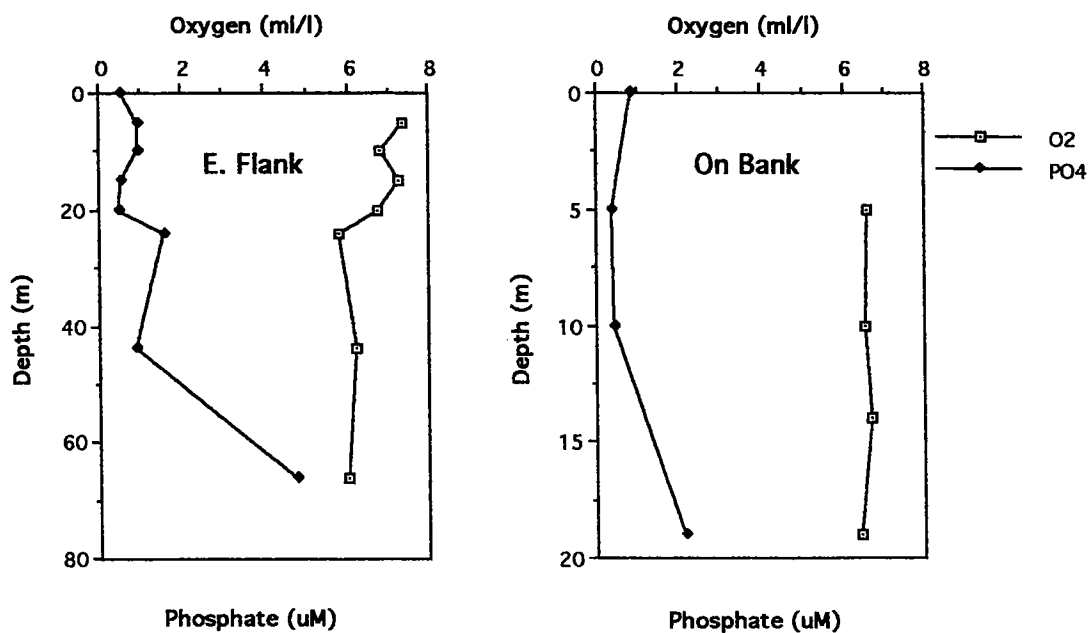 Oxygen (ml/l)
0 2 4 6 8
0
20
40
60
80
Depth (m)
E. Flank
Phosphate (uM)
Oxygen (ml/l)
0 2 4 6 8
0
5
10
15
20
Depth (m)
On Bank
Phosphate (uM)
O2
PO4